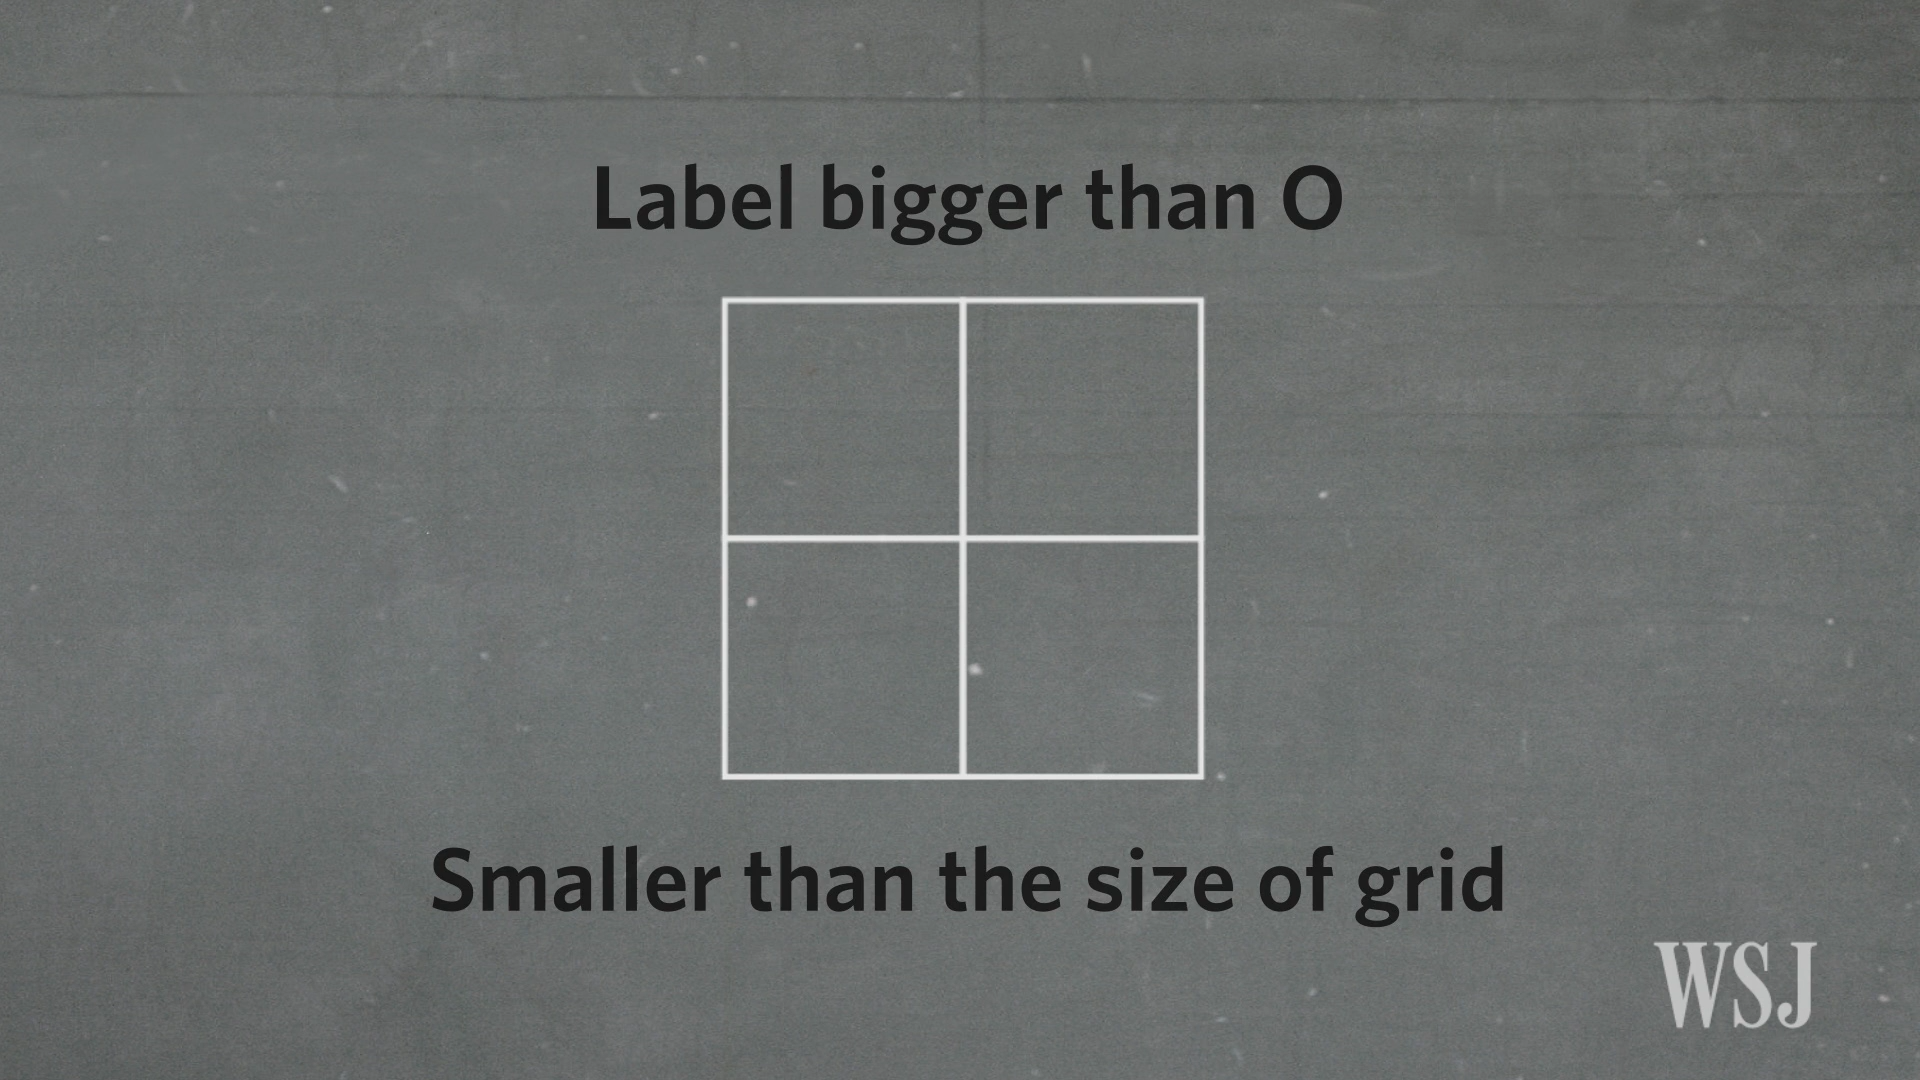 Label bigger than O
Smaller than the size of grid
WSJ